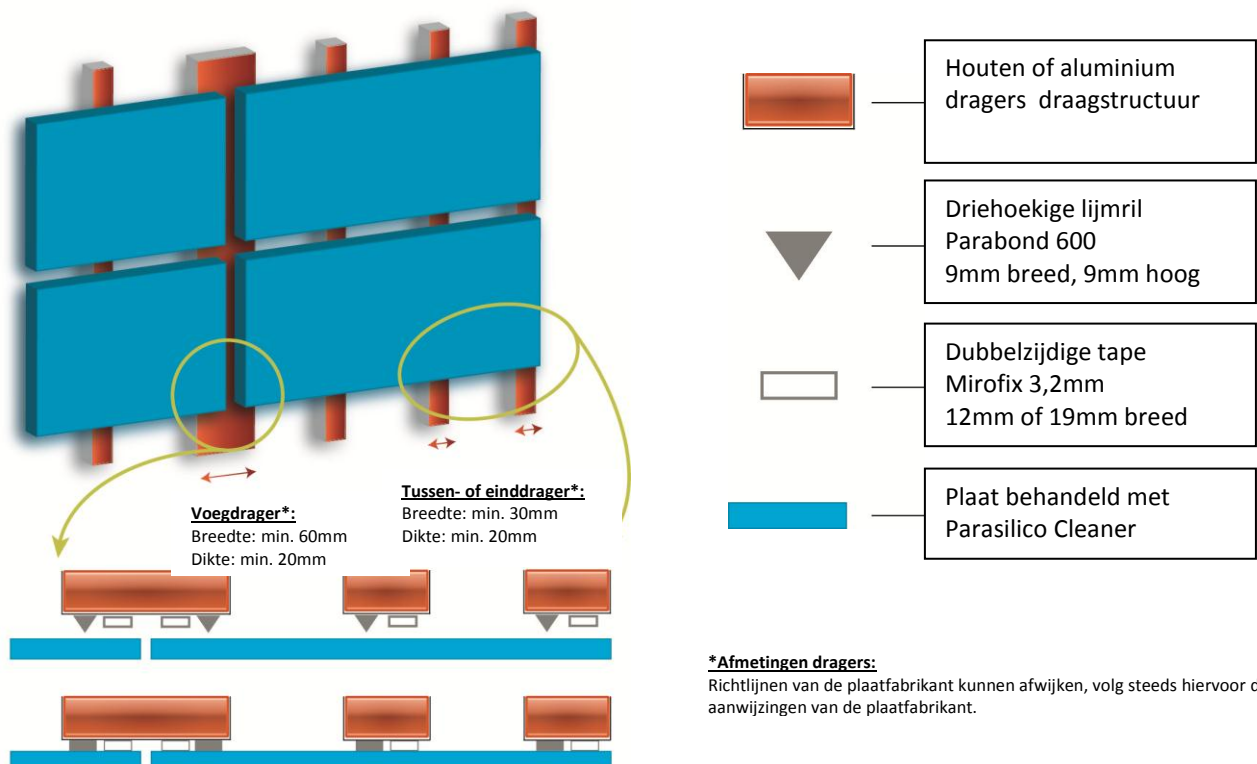 Houten of aluminium
dragers draagstructuur
Driehoekige lijmril
Parabond 600
9mm breed, 9mm hoog
Dubbelzijdige tape
Mirofix 3,2mm
12mm of 19mm breed
Plaat behandeld met
Parasilico Cleaner
Voegdrager*:
Breedte: min. 60mm
Dikte: min. 20mm
Tussen- of einddrager*:
Breedte: min. 30mm
Dikte: min. 20mm
*Afmetingen dragers:
Richtlijnen van de plaatfabrikant kunnen afwijken, volg steeds hiervoor
aanwijzingen van de plaatfabrikant.